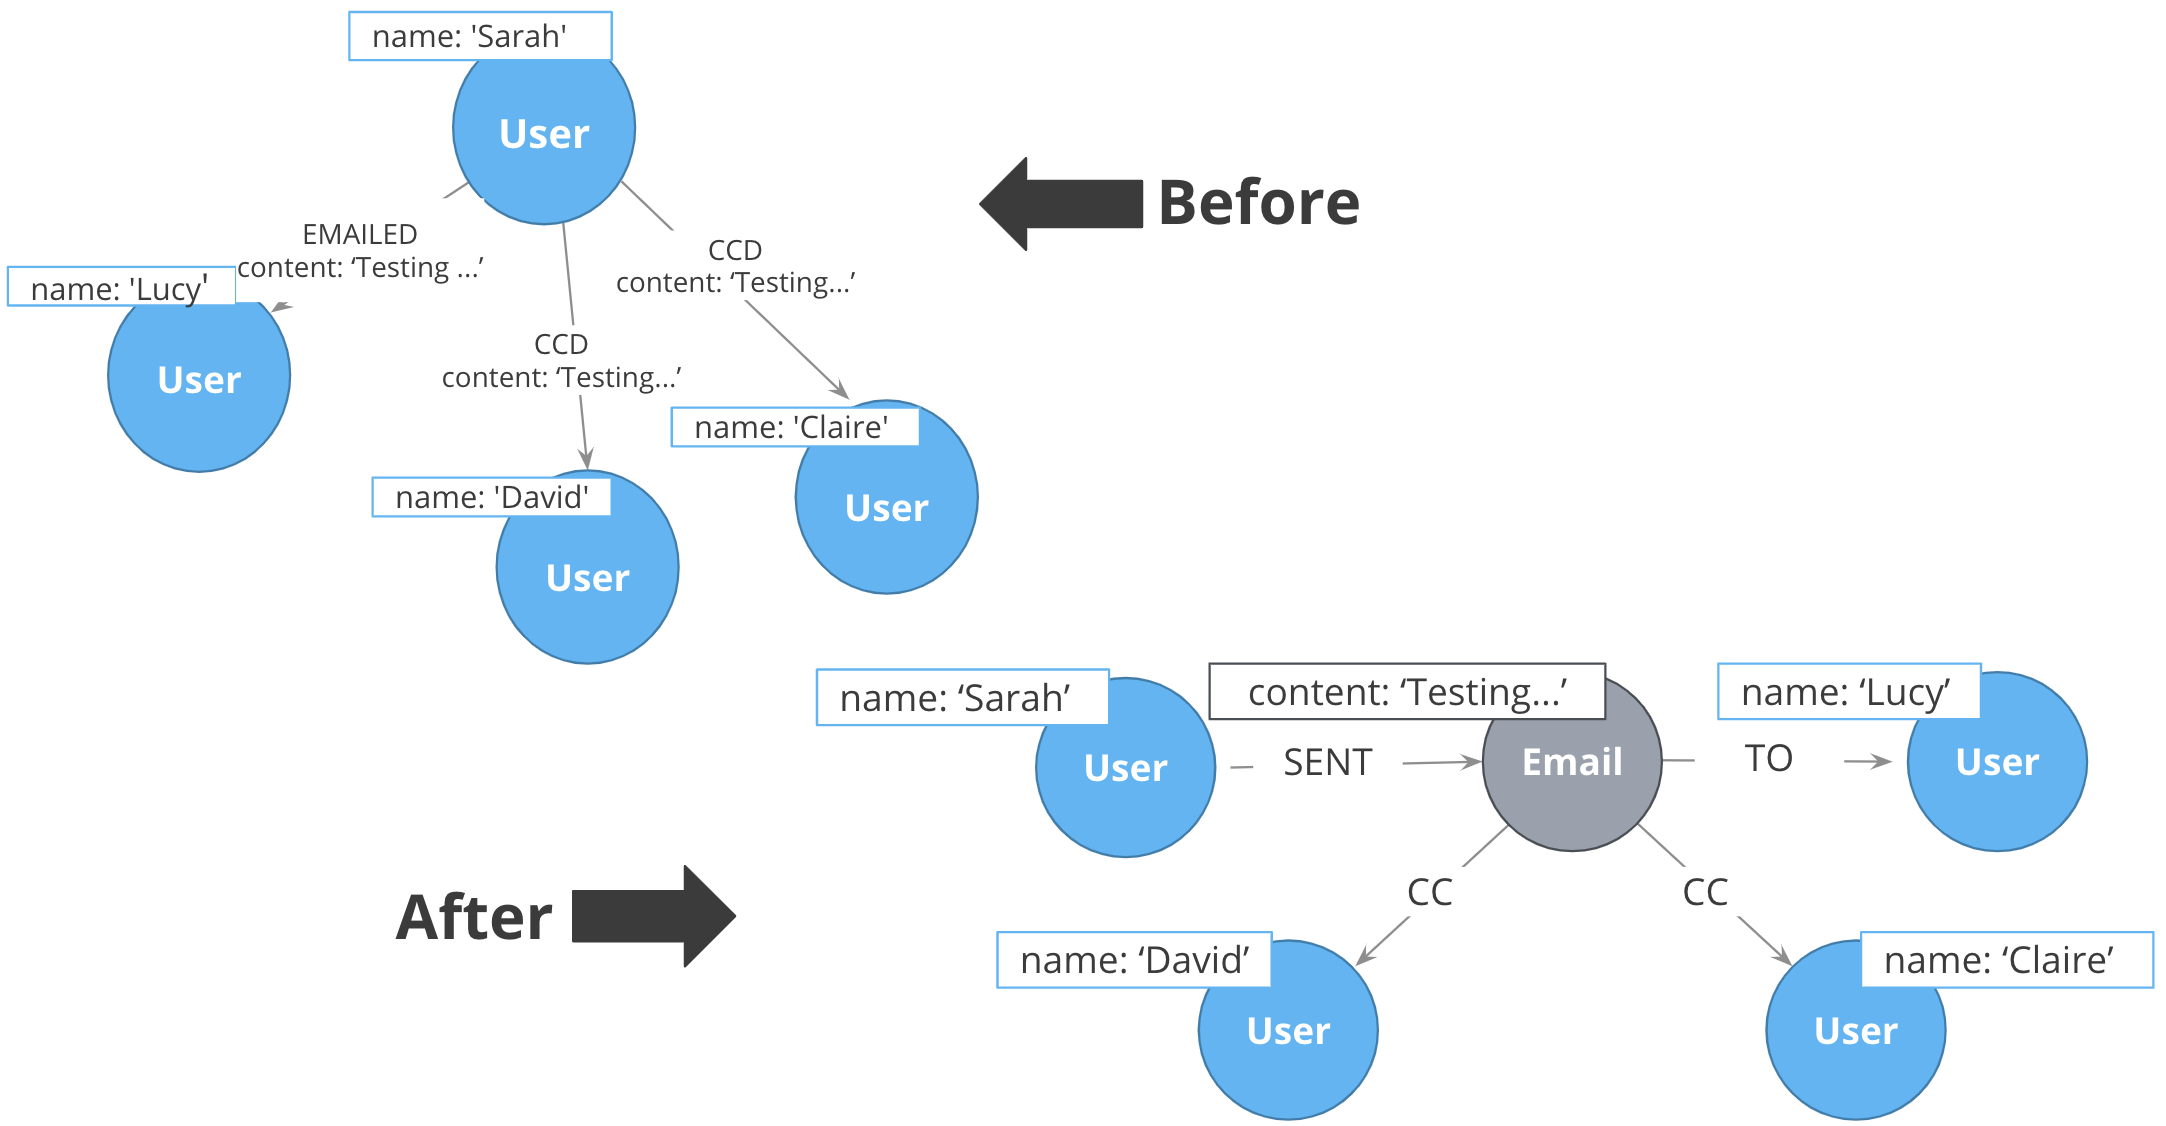 name: 'Sarah'
User
Before
EMAILED
content: ‘Testing ...’
CCD
content: ‘Testing...’
name: 'Lucy'
User
CCD
content: ‘Testing...’
name: 'Claire'
User
name: 'David'
User
After
name: ‘Sarah’
User
SENT
content: ‘Testing...’
Email
TO
name: ‘Lucy’
User
CC
CC
name: ‘David’
User
name: ‘Claire’
User